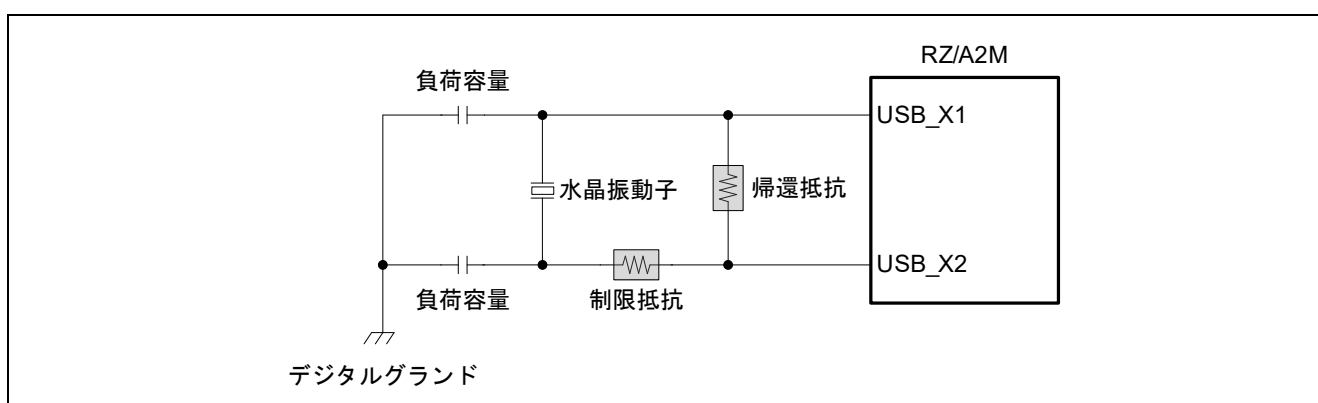 RZ/A2M
負荷容量
USB_X1
水晶振動子
帰還抵抗
USB_X2
負荷容量
制限抵抗
デジタルグランド